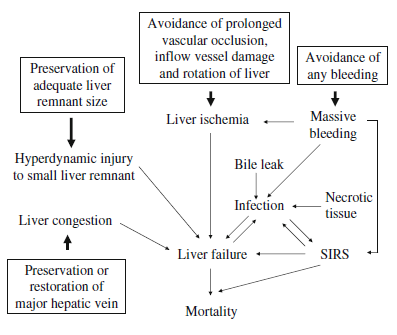 Avoidance of prolonged
vascular occlusion,
inflow vessel damage
and rotation of liver
Avoidance of
any bleeding
Preservation of
adequate liver
remnant size
Liver ischemia
Massive
bleeding
Hyperdynamic injury
to small liver remnant
Bile leak
Infection
Necrotic
tissue
Liver congestion
Liver failure
SIRS
Preservation or
restoration of
major hepatic vein
Mortality